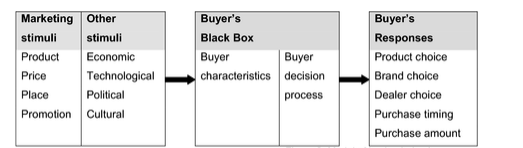 Marketing stimuli
Product
Price
Place
Promotion
Other stimuli
Economic
Technological
Political
Cultural
Buyer's
Black Box
Buyer
characteristics
Buyer
decision
process
Buyer's
Responses
Product choice
Brand choice
Dealer choice
Purchase timing
Purchase amount